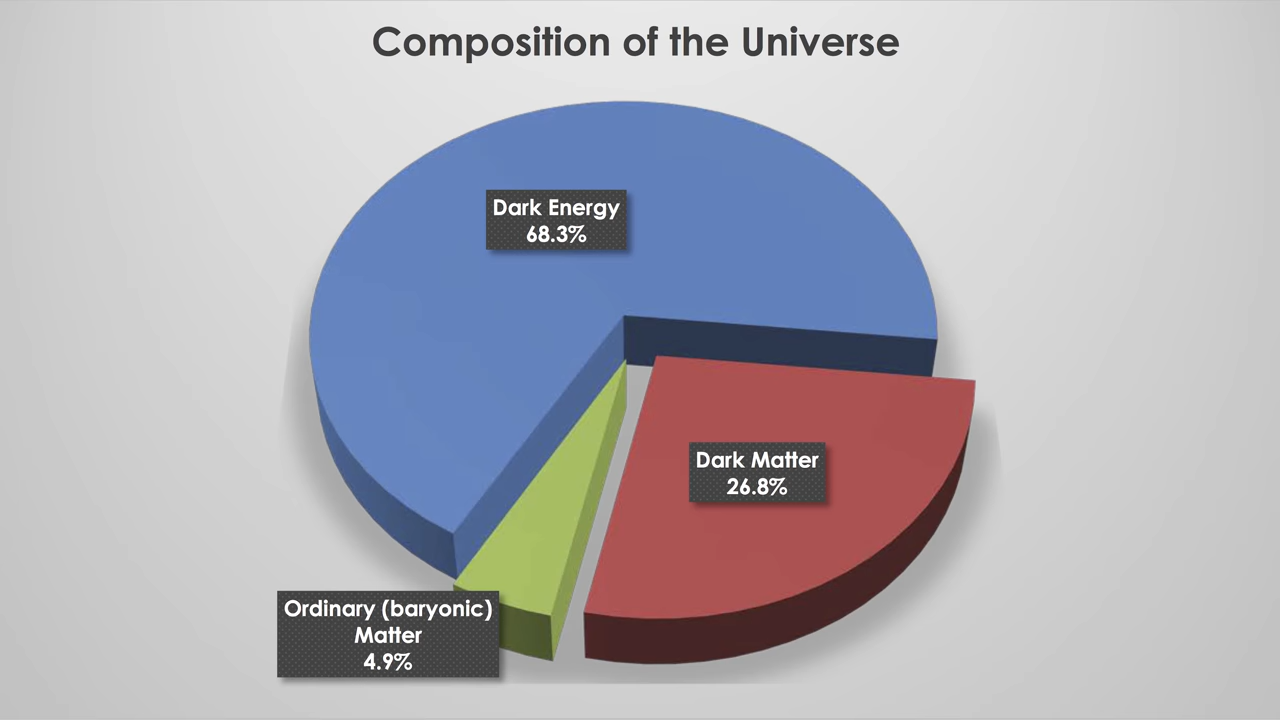 Composition of the Universe
Dark Energy
68.3%
Dark Matter
26.8%
Ordinary (baryonic)
Matter
4.9%